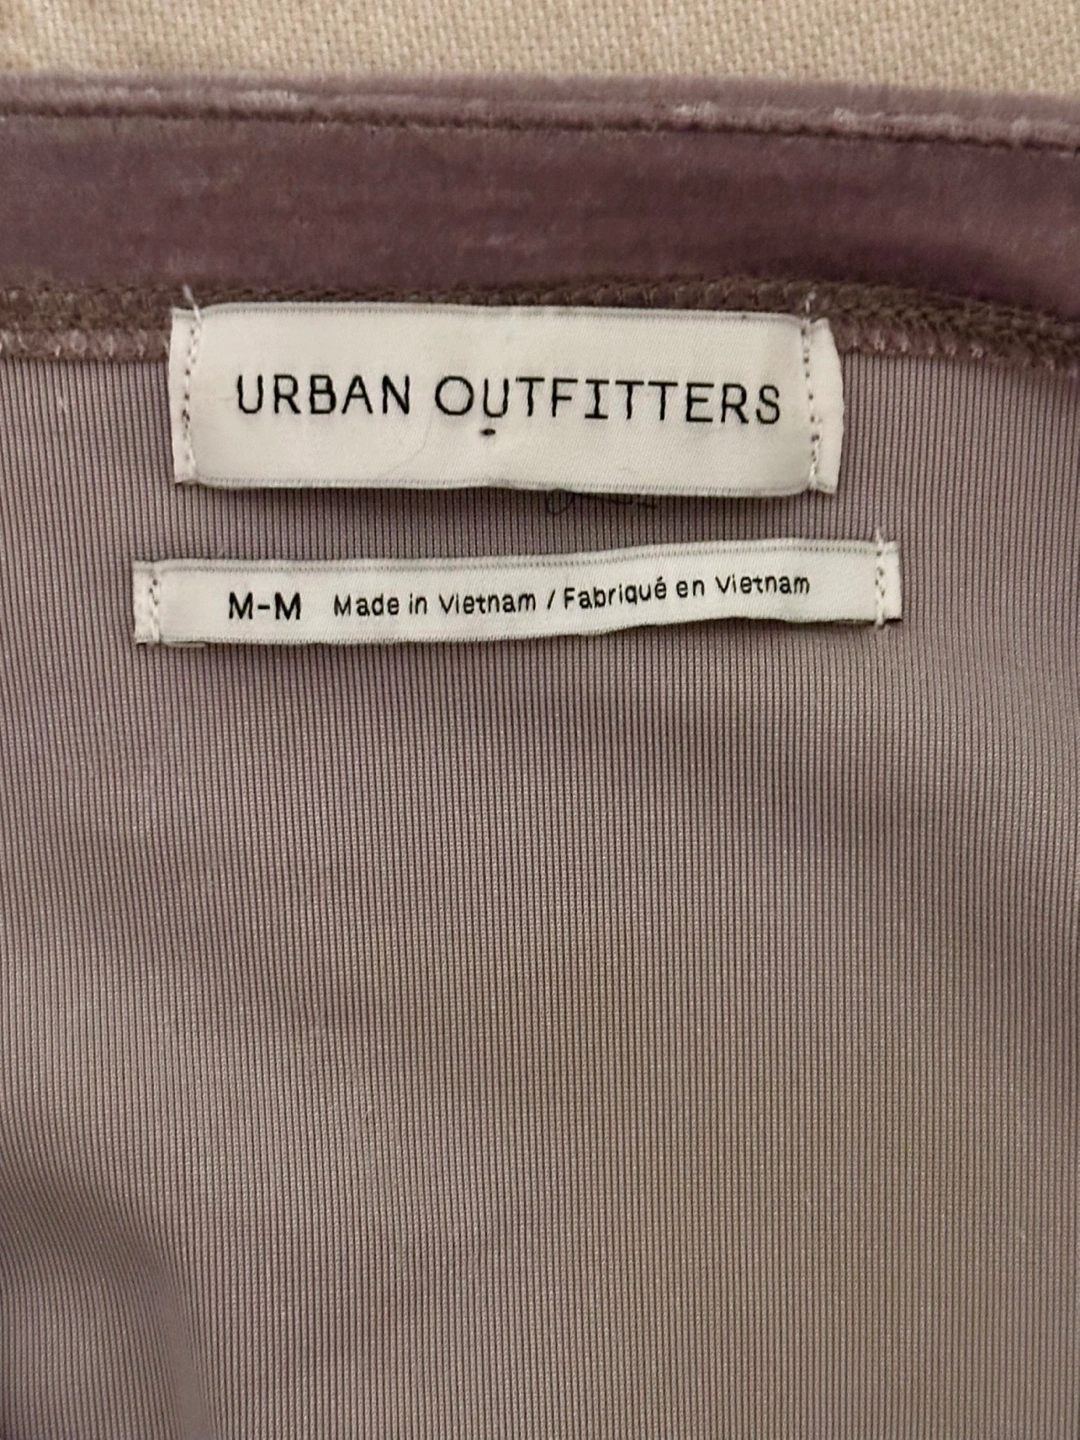 URBAN OUTFITTERS
M-M Made in Vietnam / Fabriqué en Vietnam